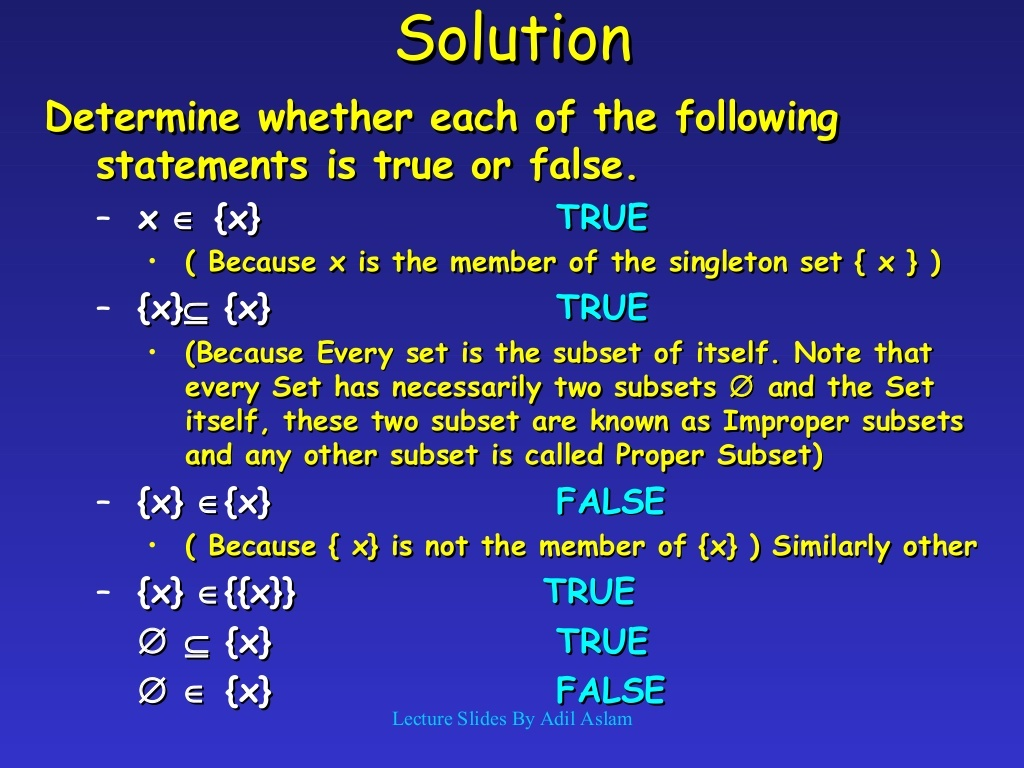 Solution
Determine whether each of the following
statements is true or false.
– x ∈ {x} TRUE
• ( Because x is the member of the singleton set { x } )
– {x}⊆ {x} TRUE
• (Because Every set is the subset of itself. Note that
every Set has necessarily two subsets ∅ and the Set
itself, these two subset are known as Improper subsets
and any other subset is called Proper Subset)
– {x} ∈{x} FALSE
• ( Because { x} is not the member of {x} ) Similarly other
– {x} ∈{{x}} TRUE
∅ ⊆ {x} TRUE
∅ ∈ {x} FALSE
Lecture Slides By Adil Aslam